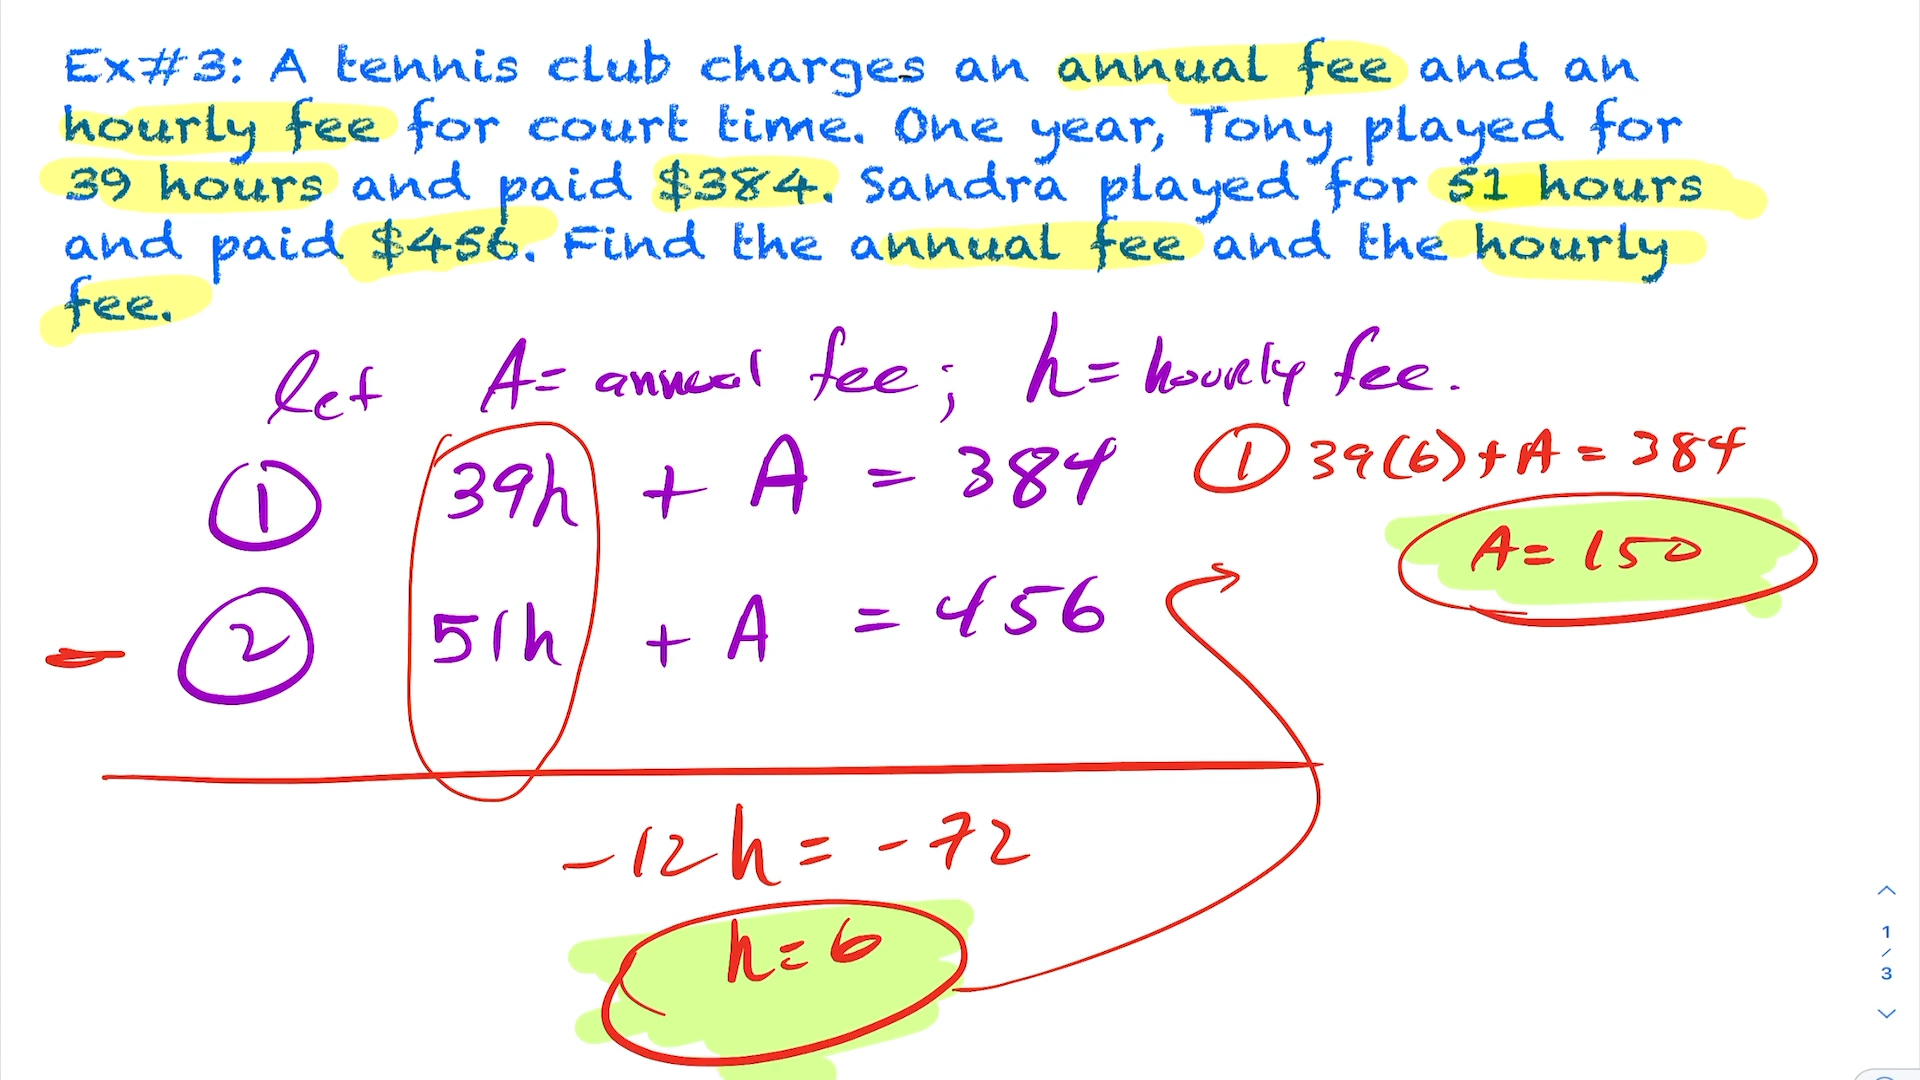 Ex#3: A tennis club charges an annual fee and an
hourly fee for court time. One year, Tony played for
39 hours and paid $384. Sandra played for 51 hours
and paid $456. Find the annual fee and the hourly
fee.
let A = annual fee; h = hourly fee.
① 39h + A = 384
② 51h + A = 456
-
-12h = -72
h = 6
① 39(6) + A = 384
A = 150
1
/
3